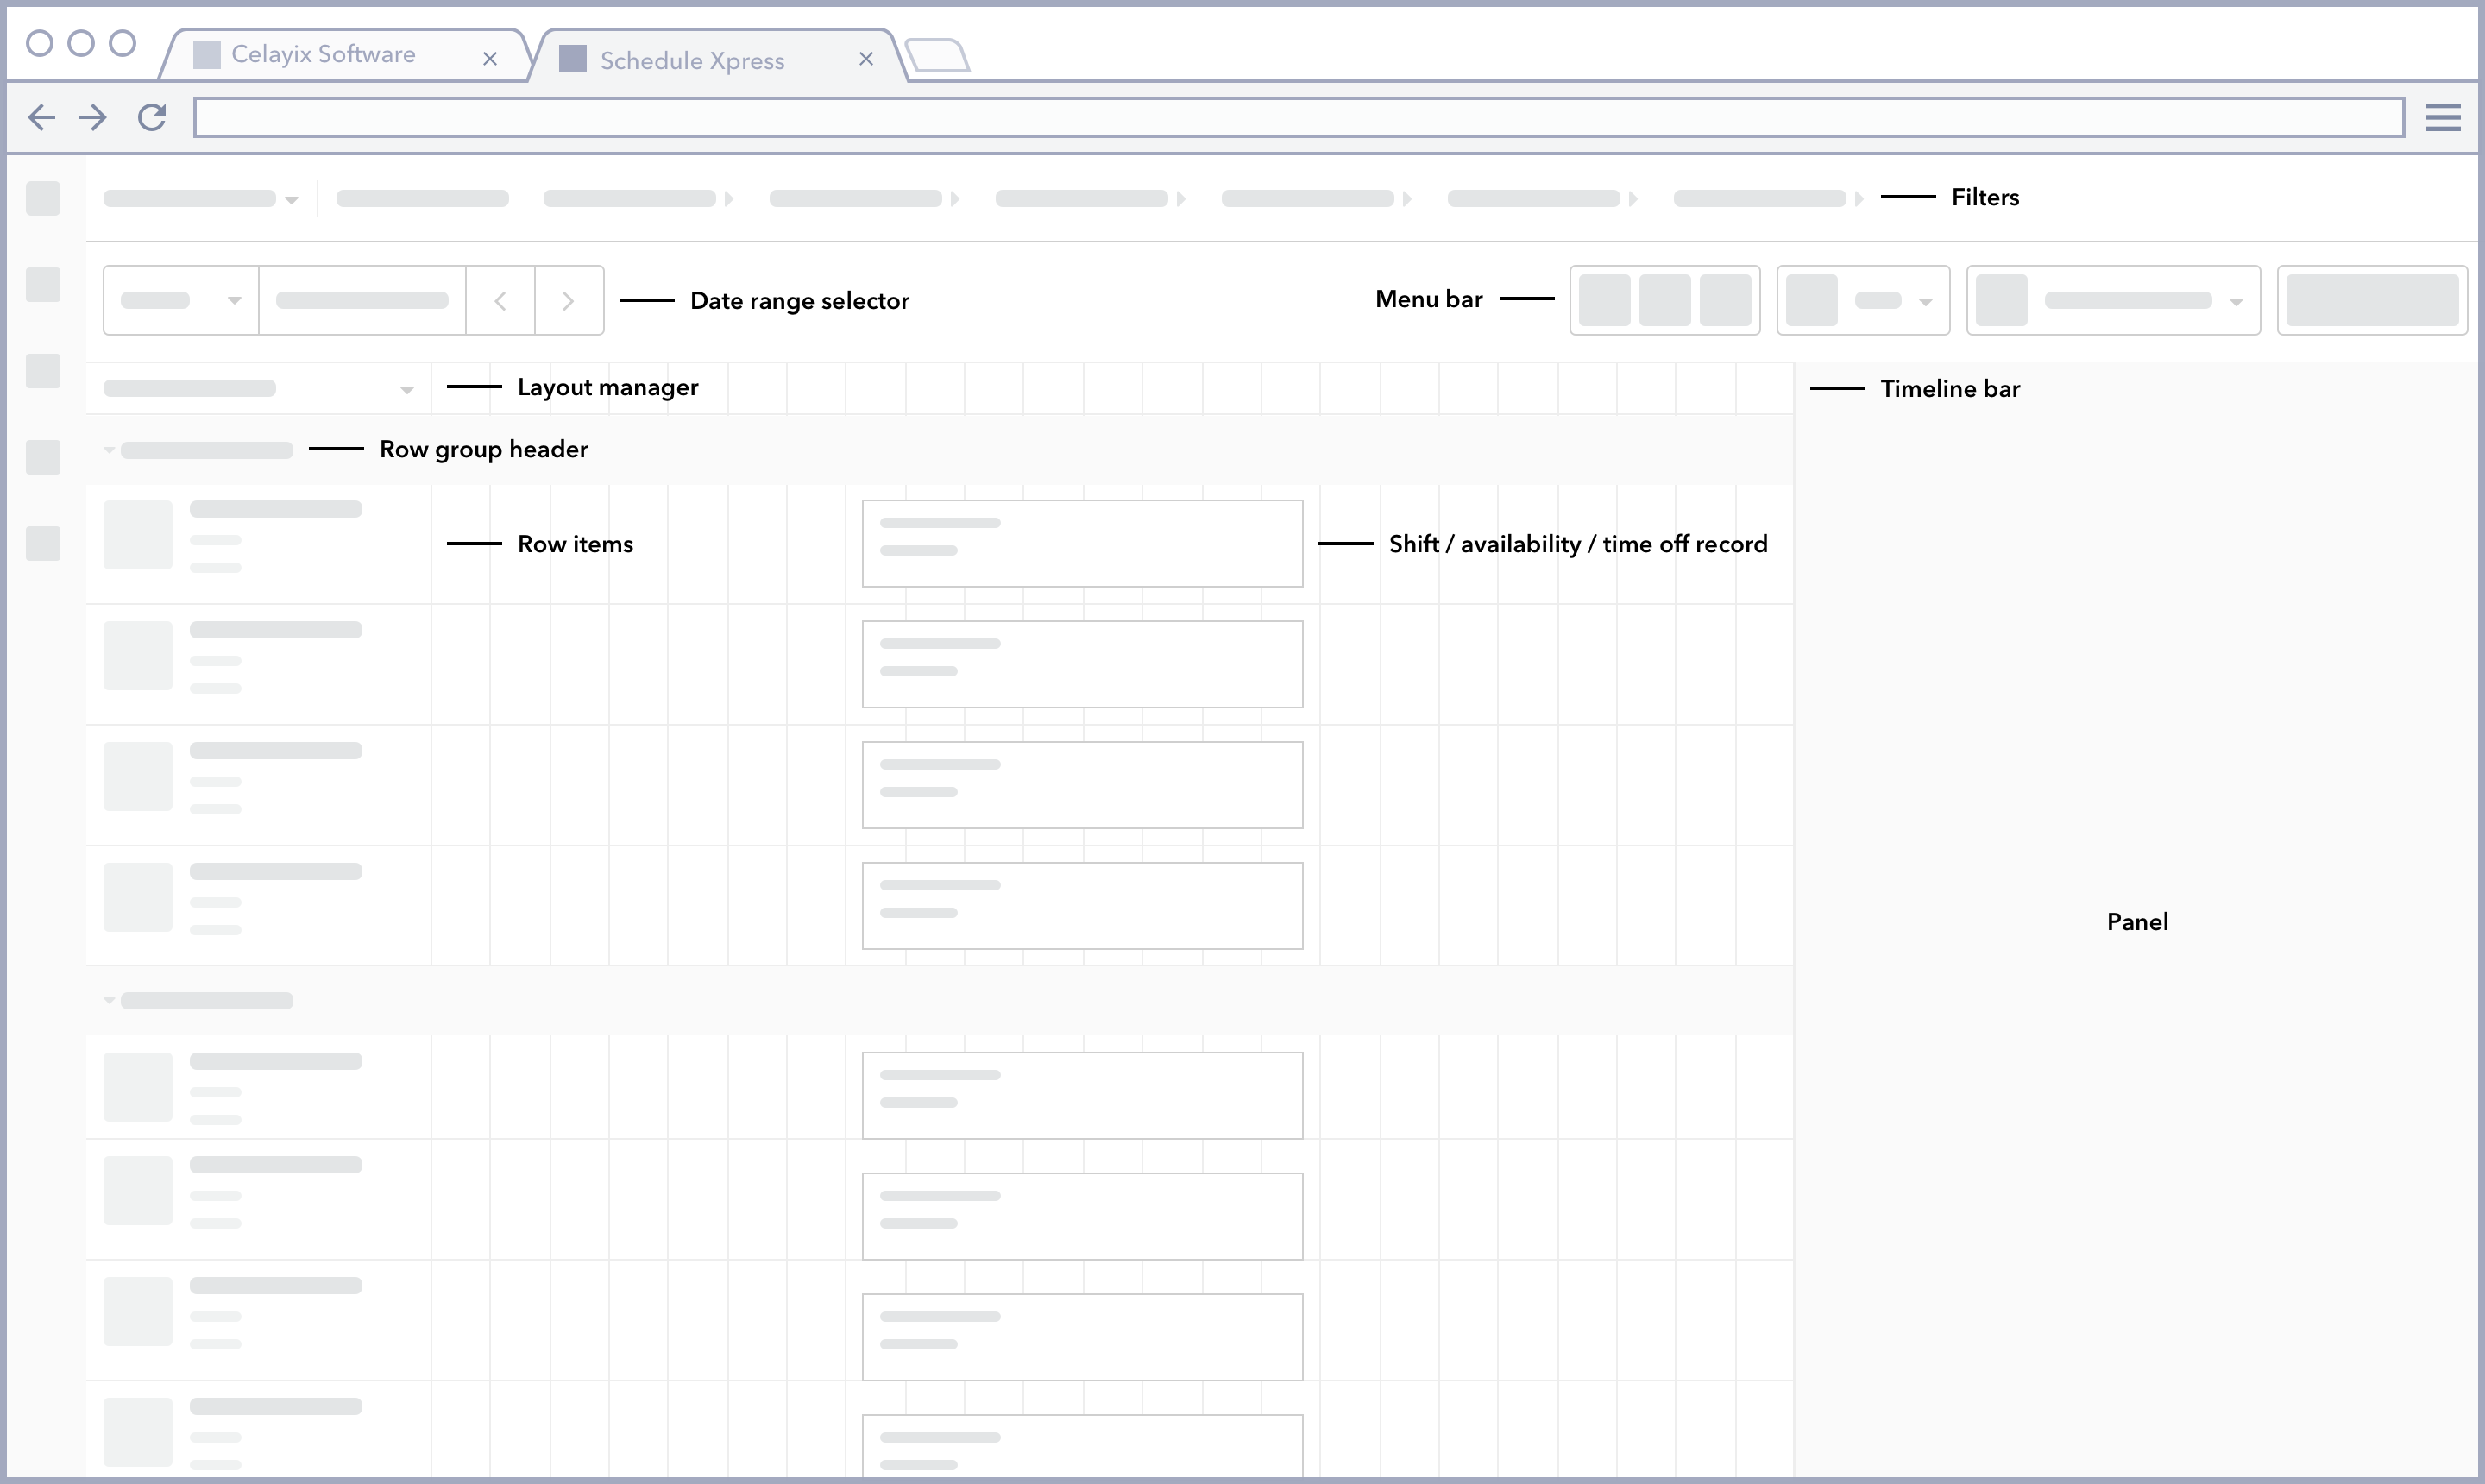 Celayix Software
Schedule Xpress
Filters
Date range selector
Menu bar
Layout manager
Timeline bar
Row group header
Row items
Shift / availability / time off record
Panel